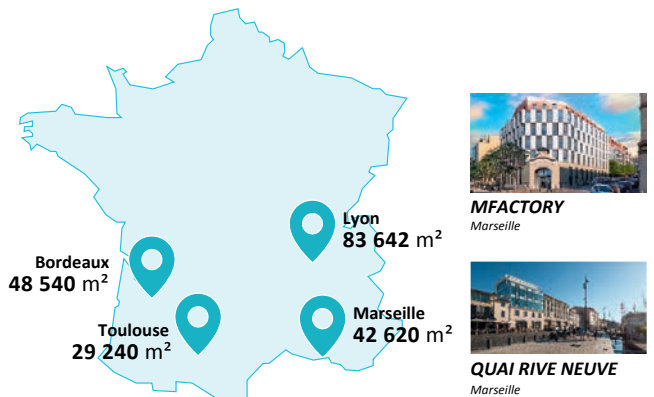 Lyon
83 642 m²
Bordeaux
48 540 m²
Toulouse
29 240 m²
Marseille
42 620 m²
MFACTORY
Marseille
QUAI RIVE NEUVE
Marseille